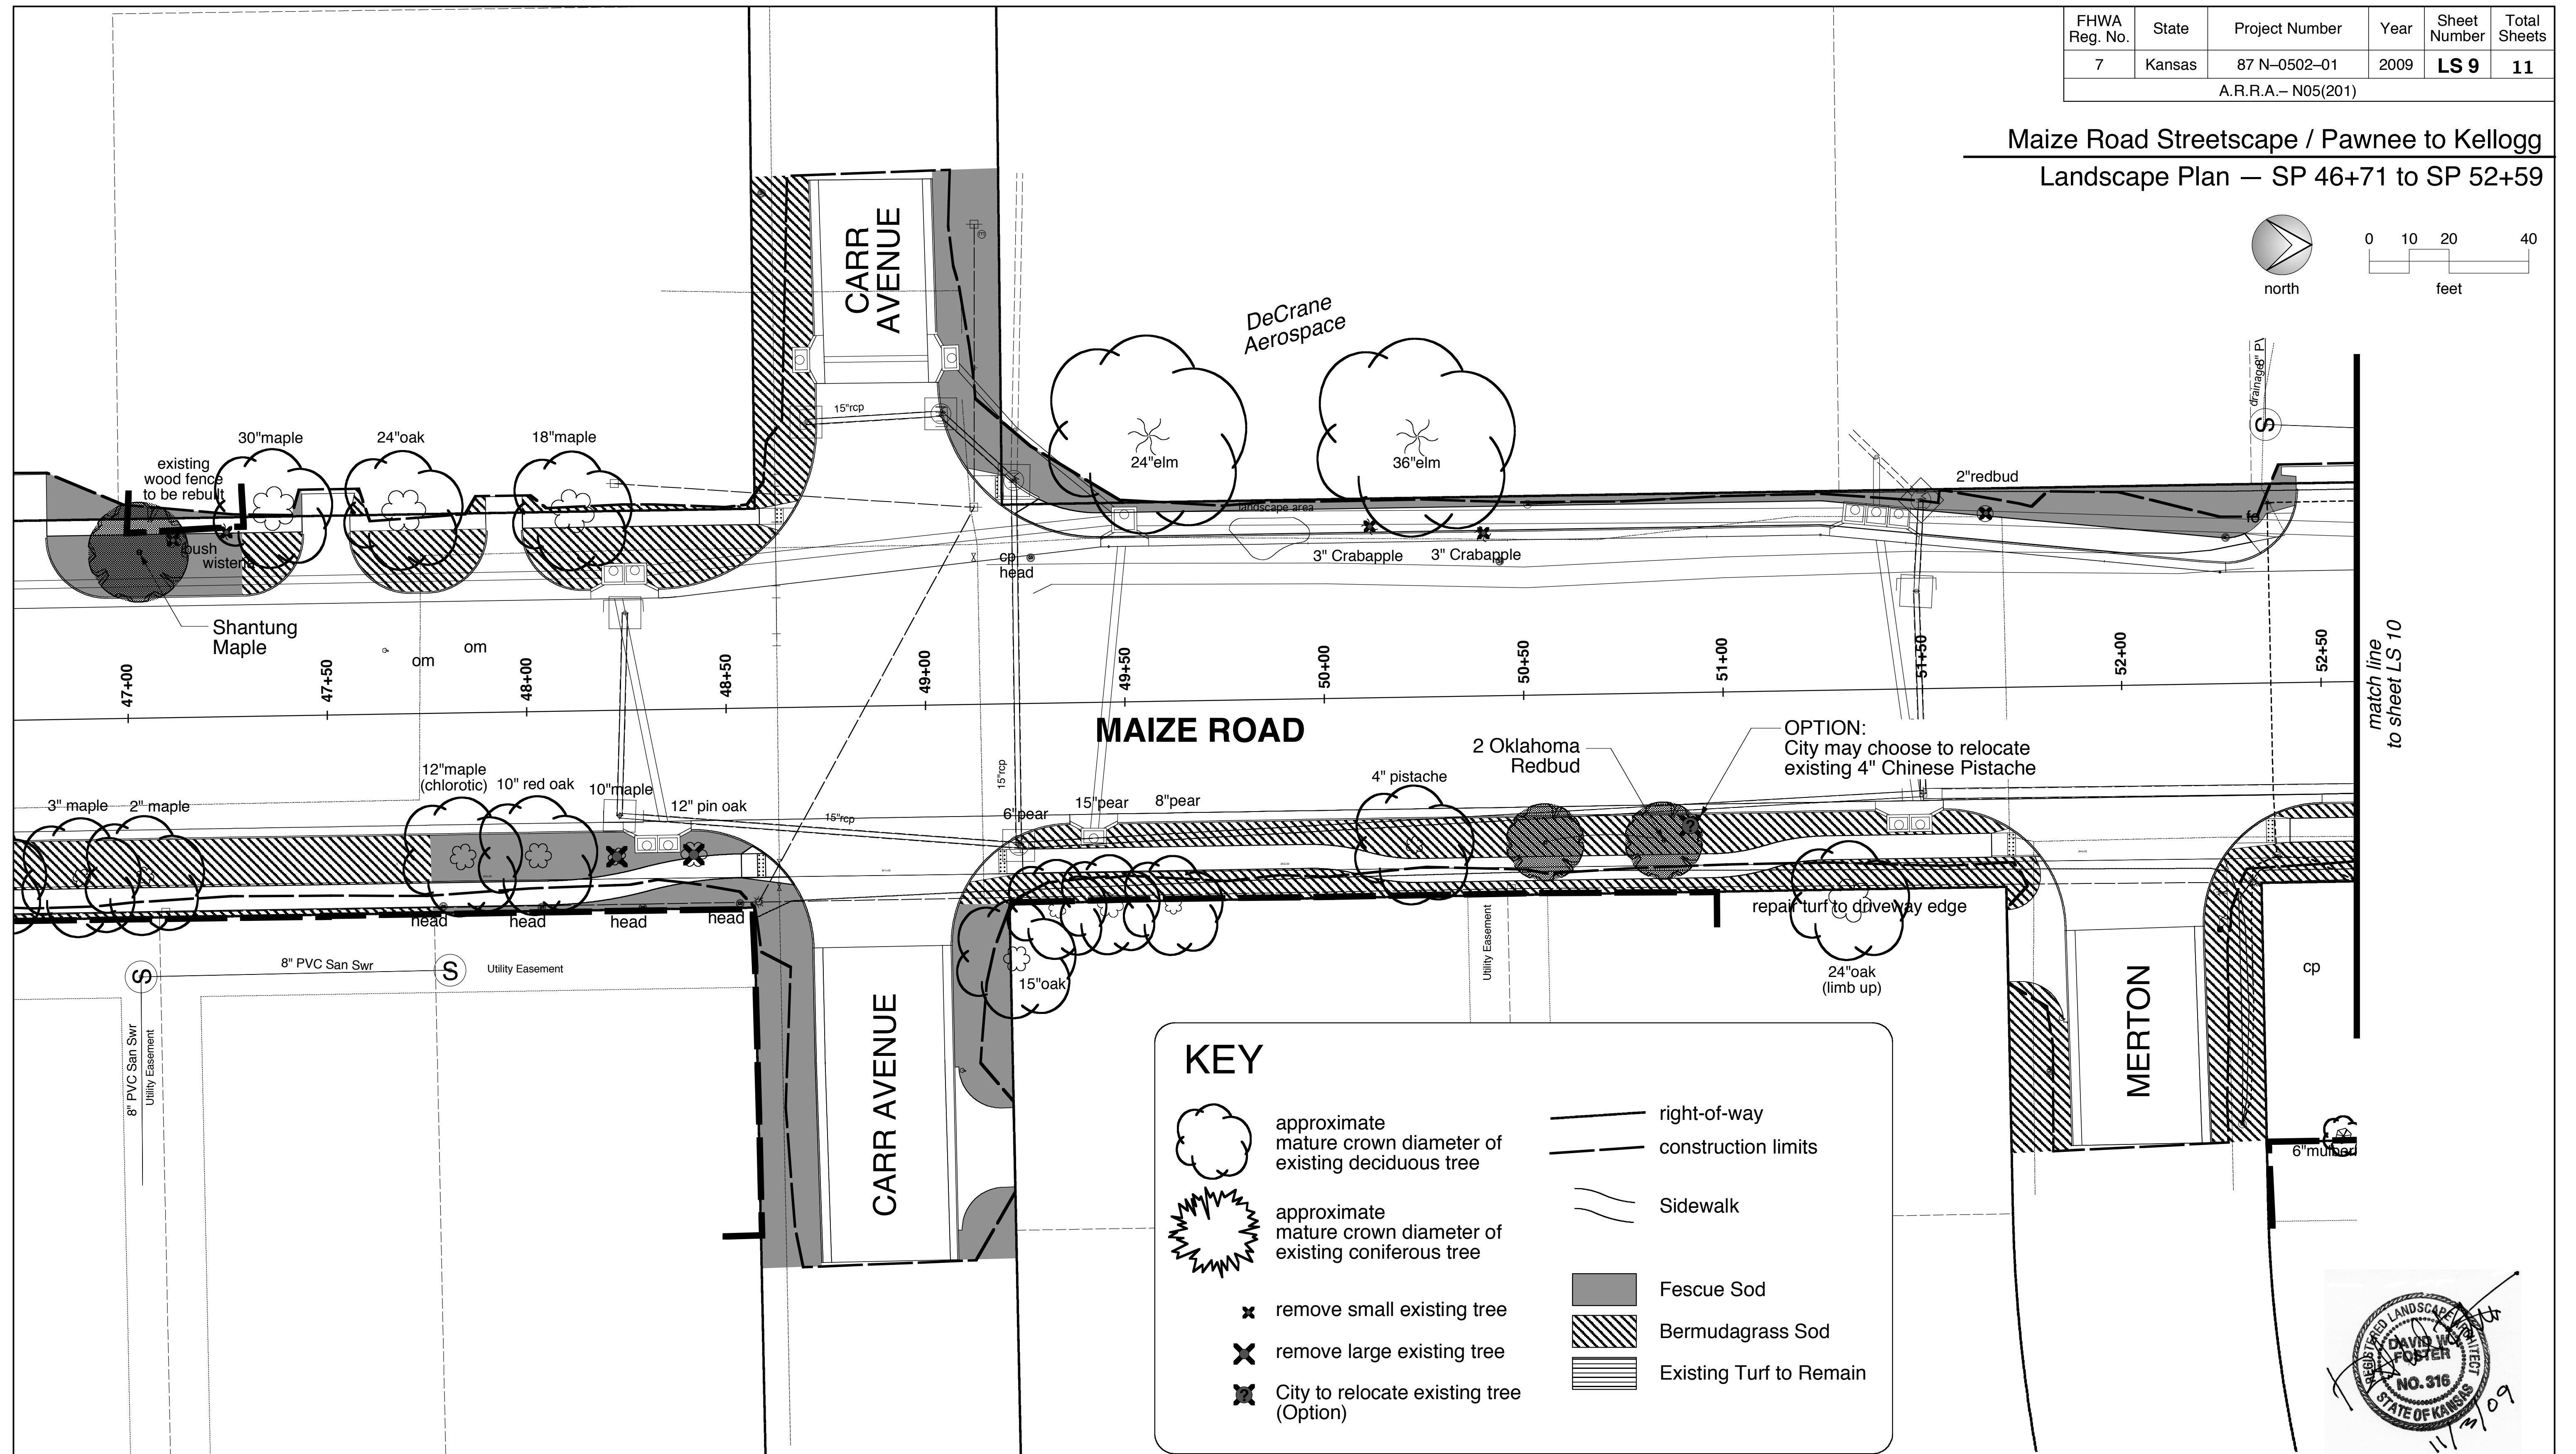 FHWA Reg. No. State Project Number Year Sheet Number Total Sheets
7 Kansas 87 N–0502–01 2009 LS 9 11
A.R.R.A.– N05(201)
Maize Road Streetscape / Pawnee to Kellogg
Landscape Plan — SP 46+71 to SP 52+59
north
0 10 20 40
feet
CARR
AVENUE
DeCrane
Aerospace
15"rcp
30"maple
24"oak
18"maple
existing
wood fence
to be rebuilt
bush
wisteria
Shantung
Maple
om
om
24"elm
36"elm
landscape area
3" Crabapple
3" Crabapple
cp
head
2"redbud
fo
drainage
8"
S
47+00
47+50
48+00
48+50
49+00
49+50
50+00
50+50
51+00
51+50
52+00
52+50
match line
to sheet LS 10
MAIZE ROAD
2 Oklahoma
Redbud
OPTION:
City may choose to relocate
existing 4" Chinese Pistache
3" maple
2" maple
12"maple
(chlorotic)
10" red oak
10"maple
12" pin oak
15"rcp
15"rcp
6"pear
15"pear
8"pear
4" pistache
?
head
head
head
head
S
8" PVC San Swr
S
Utility Easement
8" PVC San Swr
Utility Easement
15"oak
Utility Easement
repair turf to driveway edge
24"oak
(limb up)
cp
CARR AVENUE
MERTON
6"mulber
KEY
approximate
mature crown diameter of
existing deciduous tree
approximate
mature crown diameter of
existing coniferous tree
remove small existing tree
remove large existing tree
?
City to relocate existing tree
(Option)
right-of-way
construction limits
Sidewalk
Fescue Sod
Bermudagrass Sod
Existing Turf to Remain
REGISTERED LANDSCAPE ARCHITECT
DAVID W.
FOSTER
NO. 316
STATE OF KANSAS